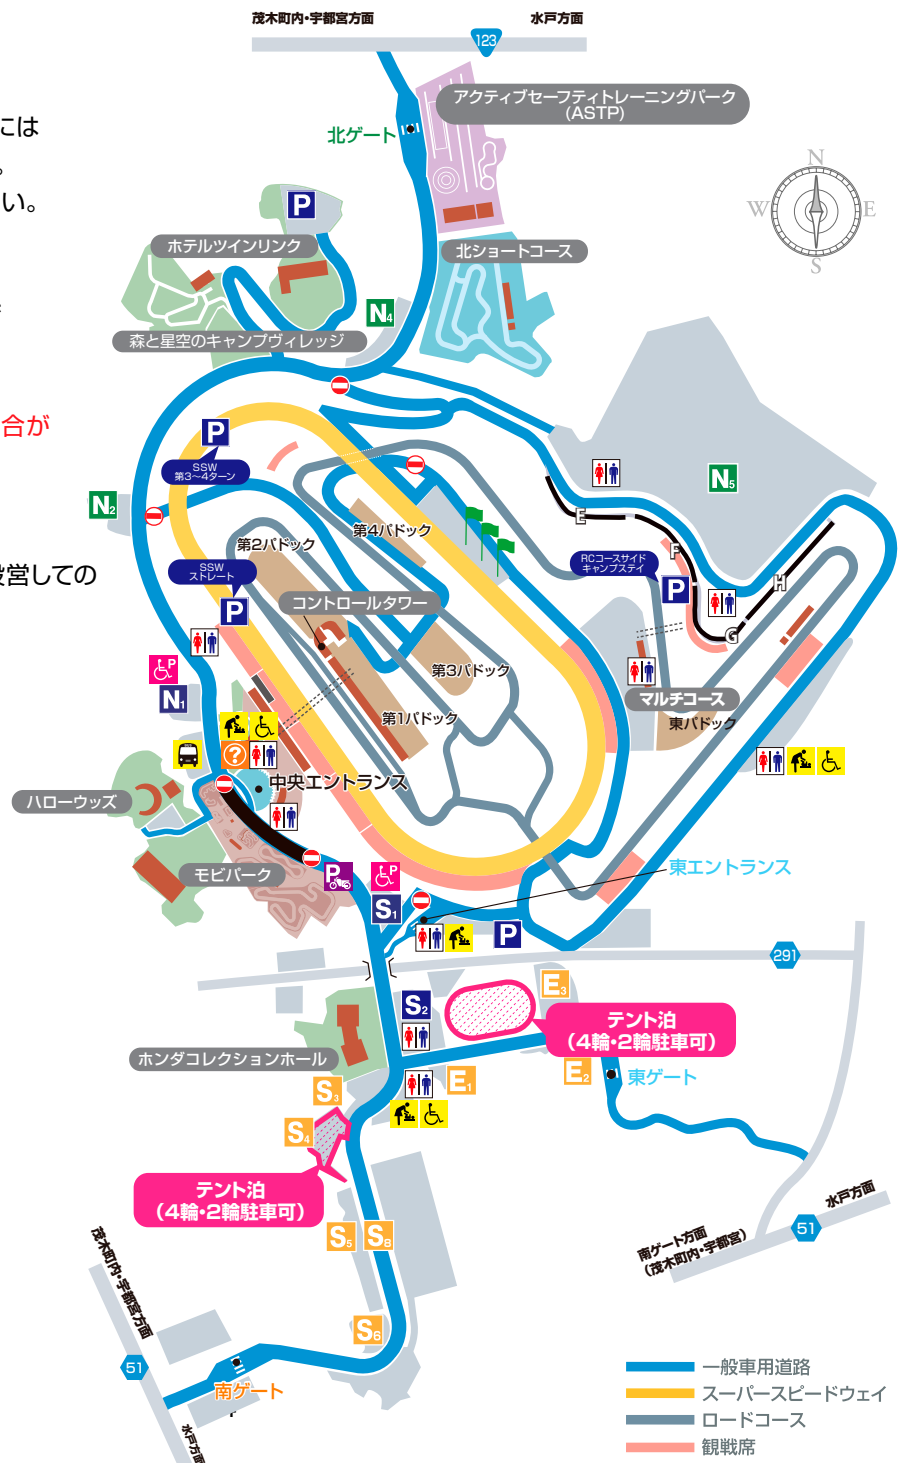 茂木町内・宇都宮方面
水戸方面
123
には
アクティブセーフティトレーニングパーク
(ASTP)
北ゲート
。
い。
N
W
E
S
P
ホテルツインリンク
北ショートコース
N4
森と星空のキャンプヴィレッジ
合が
P
SSW
第3〜4ターン
N5
N2
E
第4パドック
第2パドック
F
RCコースサイド
キャンプステイ
設営しての
SSW
ストレート
P
H
P
コントロールタワー
G
P
第3パドック
N1
マルチコース
第1パドック
東パドック
?
中央エントランス
ハローウッズ
モビパーク
P
P
東エントランス
S1
P
291
E3
S2
テント泊
(4輪・2輪駐車可)
ホンダコレクションホール
E2
東ゲート
E1
S3
S4
テント泊
(4輪・2輪駐車可)
水戸方面
51
南ゲート方面
(茂木町内・宇都宮)
S5
S8
茂木町内・宇都宮方面
S6
51
南ゲート
水戸方面
一般車用道路
スーパースピードウェイ
ロードコース
観戦席